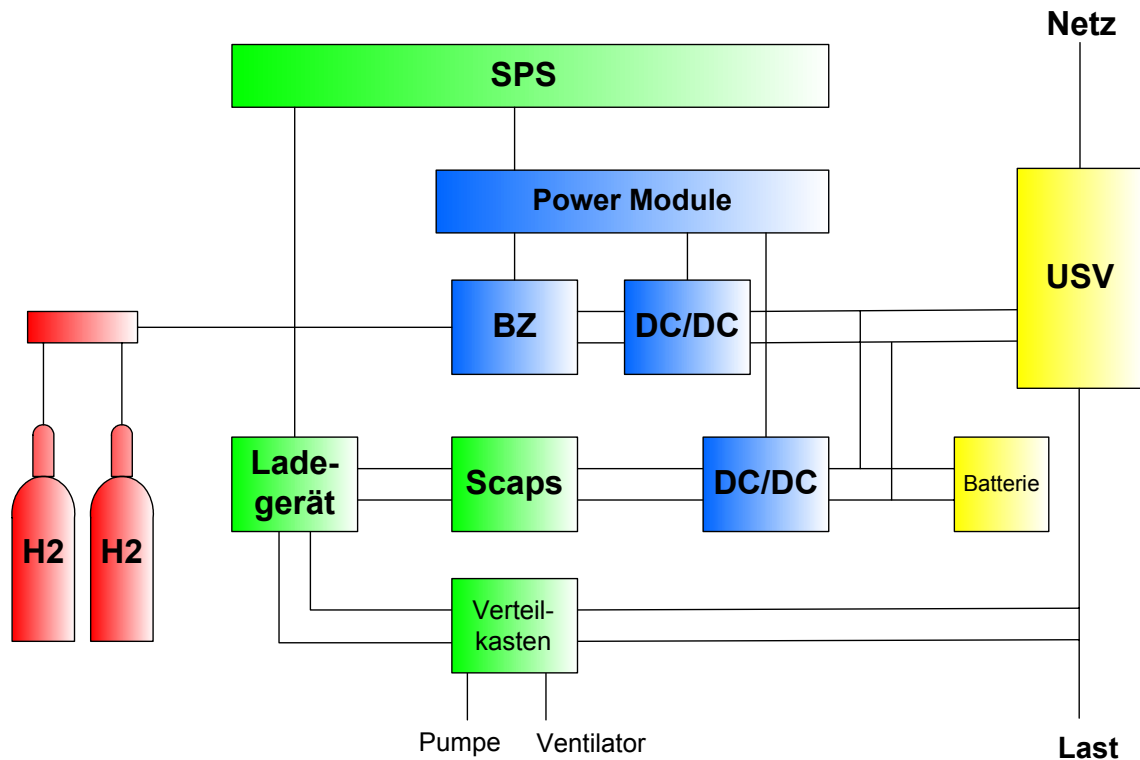 Netz
SPS
Power Module
USV
BZ
DC/DC
Lade-
gerät
Scaps
DC/DC
Batterie
H2
H2
Verteil-
kasten
Pumpe
Ventilator
Last